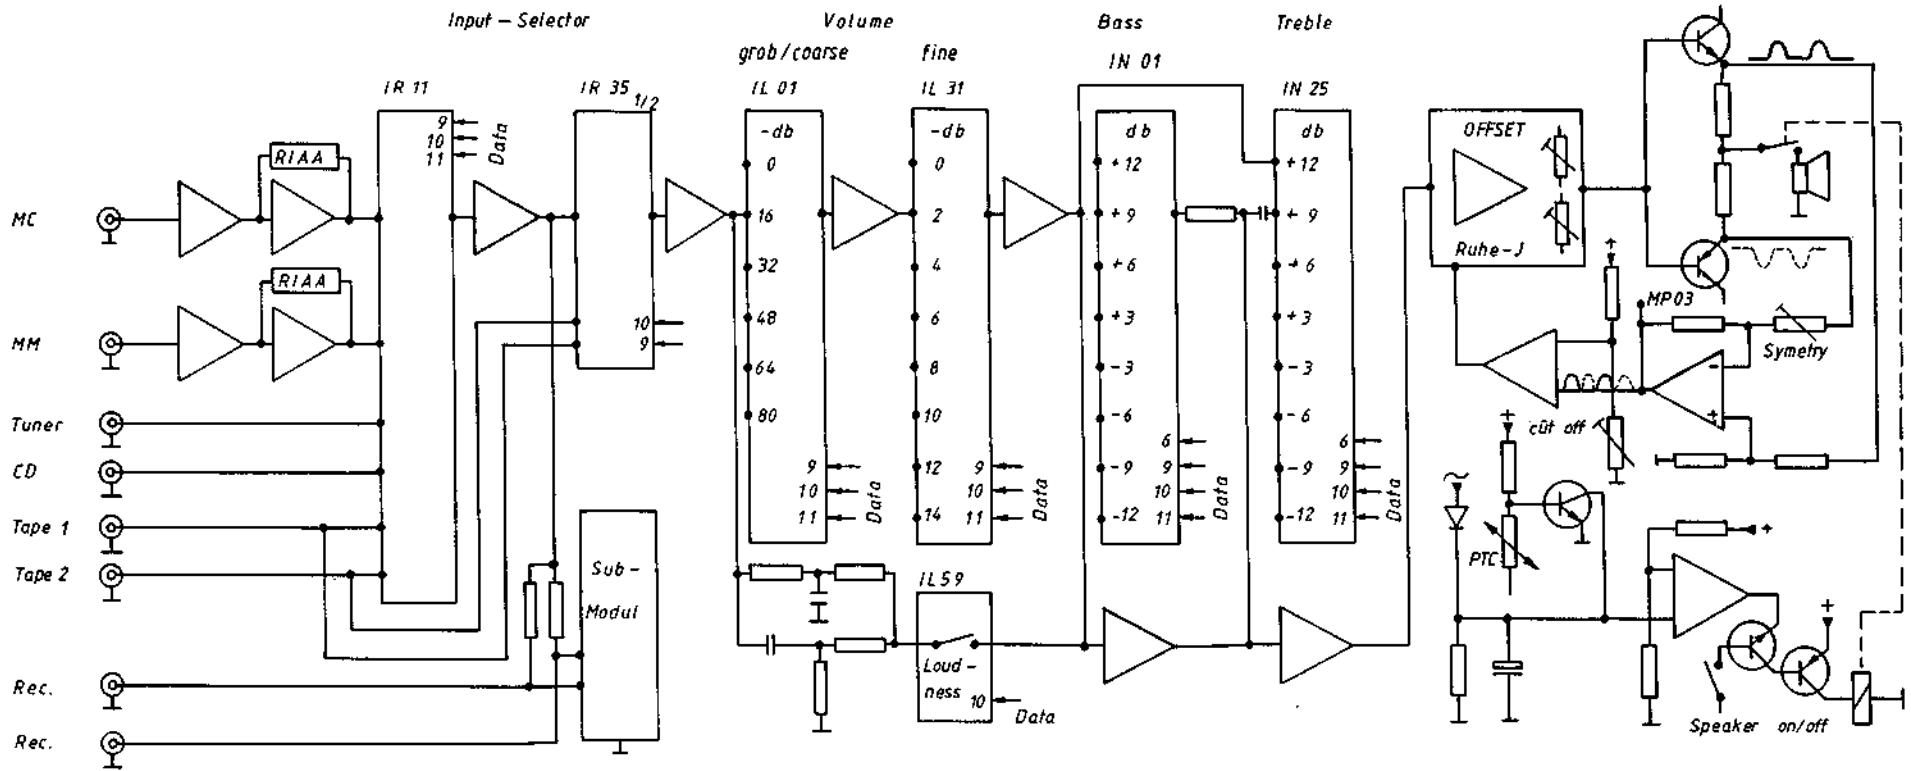 Input – Selector
Volume
Bass
Treble
grob/coarse
fine
IN 01
IR 11
IR 35
1/2
IL 01
IL 31
IN 25
9
10
11
Data
-db
0
16
32
48
64
80
9
10
11
Data
-db
0
2
4
6
8
10
12
14
9
10
11
Data
db
+12
+9
+6
+3
-3
-6
-9
-12
6
9
10
11
Data
db
+12
+9
+6
+3
-3
-6
-9
-12
6
9
10
11
Data
OFFSET
Ruhe-J
RIAA
MC
RIAA
MM
10
9
Tuner
CD
Tape 1
Tape 2
Rec.
Rec.
Sub-
Modul
IL59
Loud-
ness
10
Data
+
MP03
Symetry
-
+
cüt off
+
~
PTC
+
+
Speaker on/off